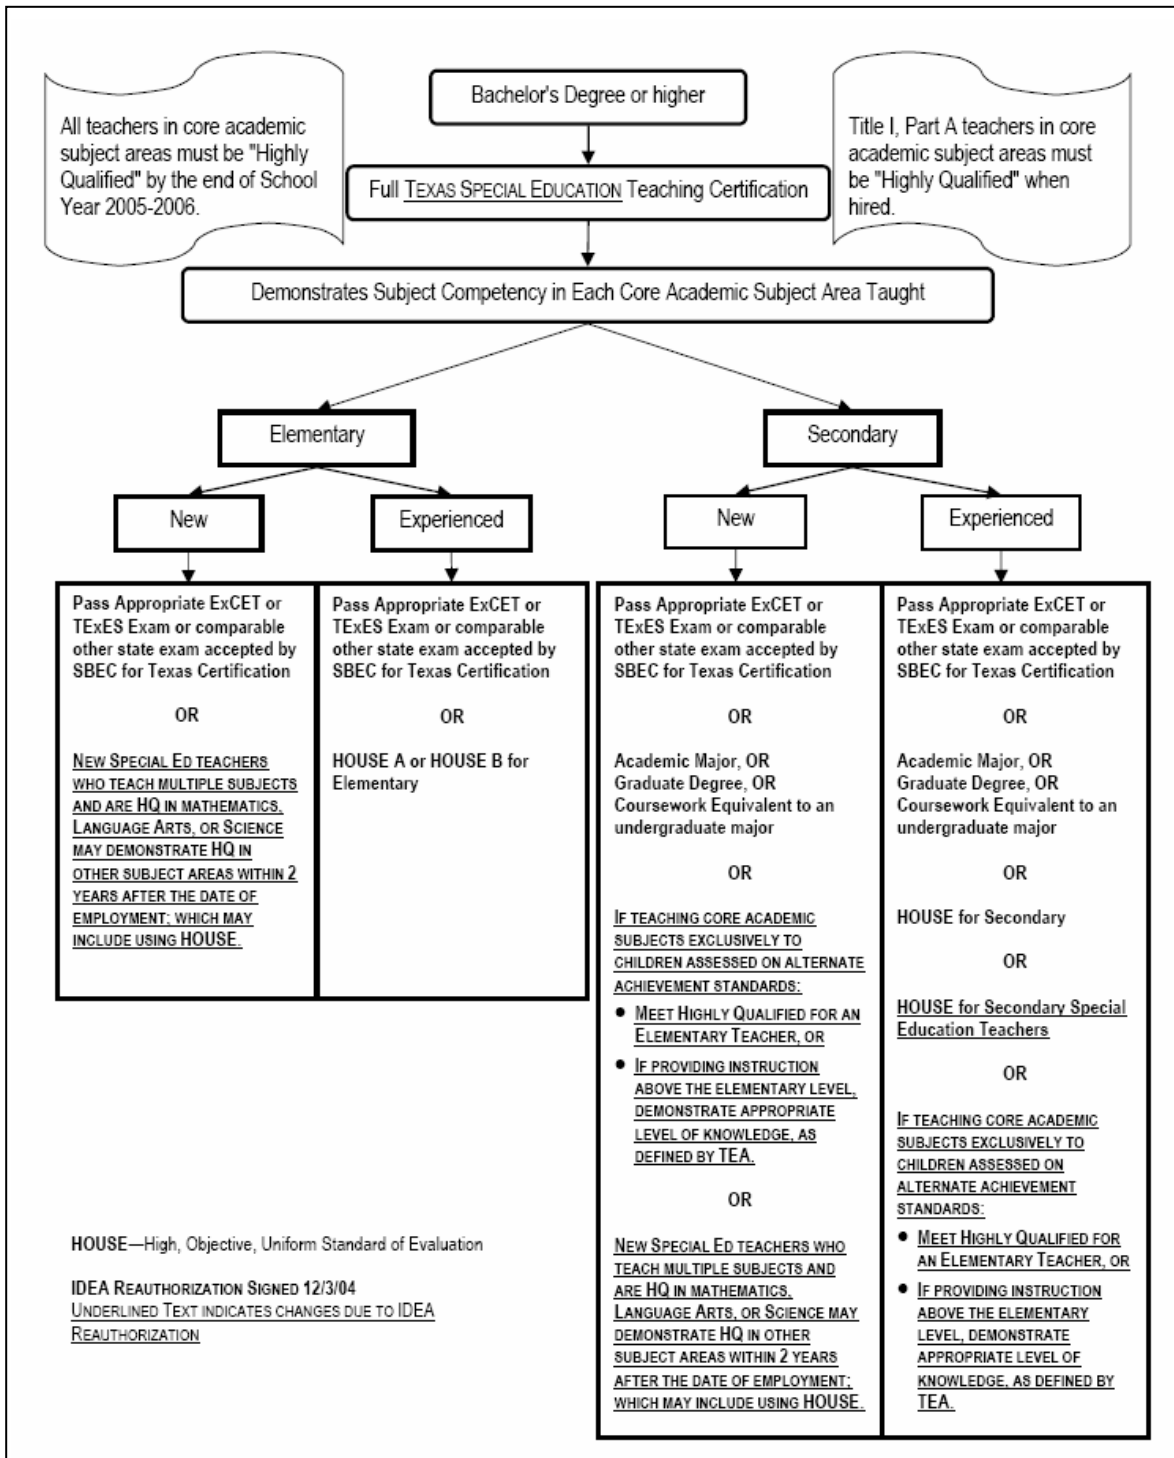 All teachers in core academic
subject areas must be "Highly
Qualified" by the end of School
Year 2005-2006.
Bachelor's Degree or higher
Title I, Part A teachers in core
academic subject areas must
be "Highly Qualified" when
hired.
Full TEXAS SPECIAL EDUCATION Teaching Certification
Demonstrates Subject Competency in Each Core Academic Subject Area Taught
Elementary
Secondary
New
Experienced
New
Experienced
Pass Appropriate ExCET or
TExES Exam or comparable
other state exam accepted by
SBEC for Texas Certification
OR
NEW SPECIAL ED TEACHERS
WHO TEACH MULTIPLE SUBJECTS
AND ARE HQ IN MATHEMATICS,
LANGUAGE ARTS, OR SCIENCE
MAY DEMONSTRATE HQ IN
OTHER SUBJECT AREAS WITHIN 2
YEARS AFTER THE DATE OF
EMPLOYMENT; WHICH MAY
INCLUDE USING HOUSE.
Pass Appropriate ExCET or
TExES Exam or comparable
other state exam accepted by
SBEC for Texas Certification
OR
HOUSE A or HOUSE B for
Elementary
Pass Appropriate ExCET or
TExES Exam or comparable
other state exam accepted by
SBEC for Texas Certification
OR
Academic Major, OR
Graduate Degree, OR
Coursework Equivalent to an
undergraduate major
OR
IF TEACHING CORE ACADEMIC
SUBJECTS EXCLUSIVELY TO
CHILDREN ASSESSED ON ALTERNATE
ACHIEVEMENT STANDARDS:
• MEET HIGHLY QUALIFIED FOR AN
ELEMENTARY TEACHER, OR
• IF PROVIDING INSTRUCTION
ABOVE THE ELEMENTARY LEVEL,
DEMONSTRATE APPROPRIATE
LEVEL OF KNOWLEDGE, AS
DEFINED BY TEA.
OR
NEW SPECIAL ED TEACHERS WHO
TEACH MULTIPLE SUBJECTS AND
ARE HQ IN MATHEMATICS,
LANGUAGE ARTS, OR SCIENCE MAY
DEMONSTRATE HQ IN OTHER
SUBJECT AREAS WITHIN 2 YEARS
AFTER THE DATE OF EMPLOYMENT;
WHICH MAY INCLUDE USING HOUSE.
Pass Appropriate ExCET or
TExES Exam or comparable
other state exam accepted by
SBEC for Texas Certification
OR
Academic Major, OR
Graduate Degree, OR
Coursework Equivalent to an
undergraduate major
OR
HOUSE for Secondary
OR
HOUSE for Secondary Special
Education Teachers
OR
IF TEACHING CORE ACADEMIC
SUBJECTS EXCLUSIVELY TO
CHILDREN ASSESSED ON
ALTERNATE ACHIEVEMENT
STANDARDS:
• MEET HIGHLY QUALIFIED FOR
AN ELEMENTARY TEACHER, OR
• IF PROVIDING INSTRUCTION
ABOVE THE ELEMENTARY
LEVEL, DEMONSTRATE
APPROPRIATE LEVEL OF
KNOWLEDGE, AS DEFINED BY
TEA.
HOUSE—High, Objective, Uniform Standard of Evaluation
IDEA REAUTHORIZATION SIGNED 12/3/04
UNDERLINED TEXT INDICATES CHANGES DUE TO IDEA
REAUTHORIZATION